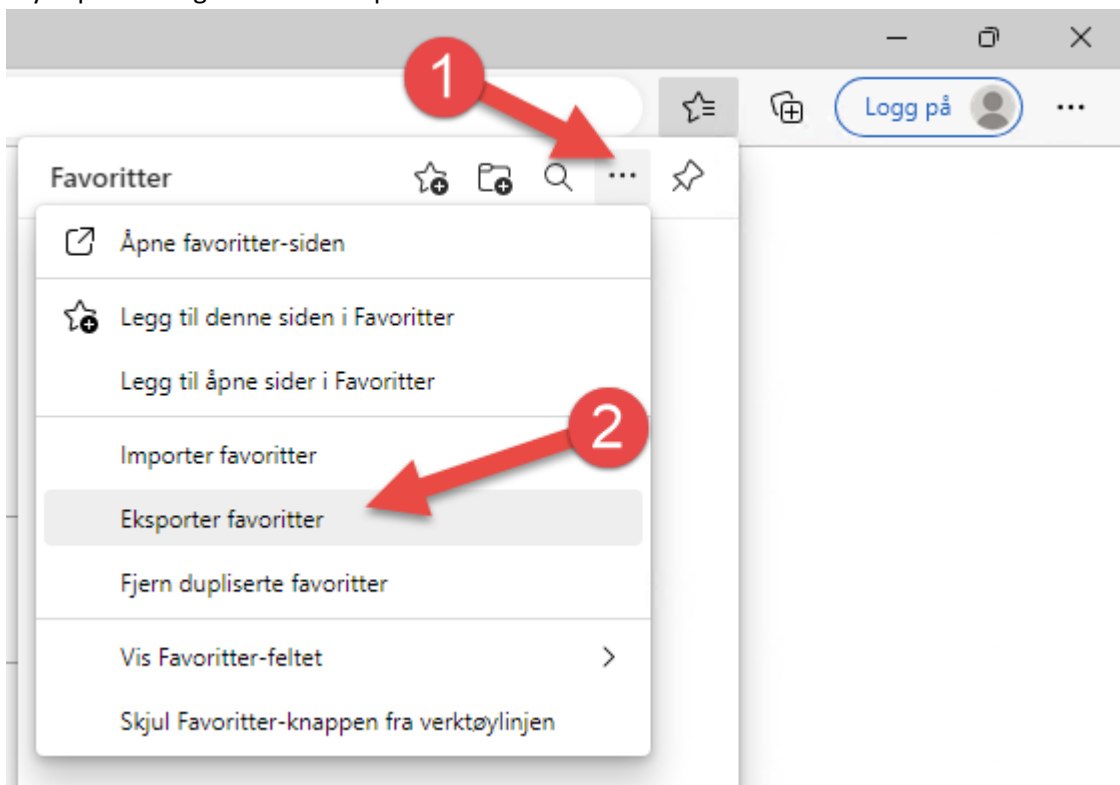 1
Logg på
Favoritter
Åpne favoritter-siden
Legg til denne siden i Favoritter
Legg til åpne sider i Favoritter
2
Importer favoritter
Eksporter favoritter
Fjern dupliserte favoritter
Vis Favoritter-feltet
Skjul Favoritter-knappen fra verktøylinjen